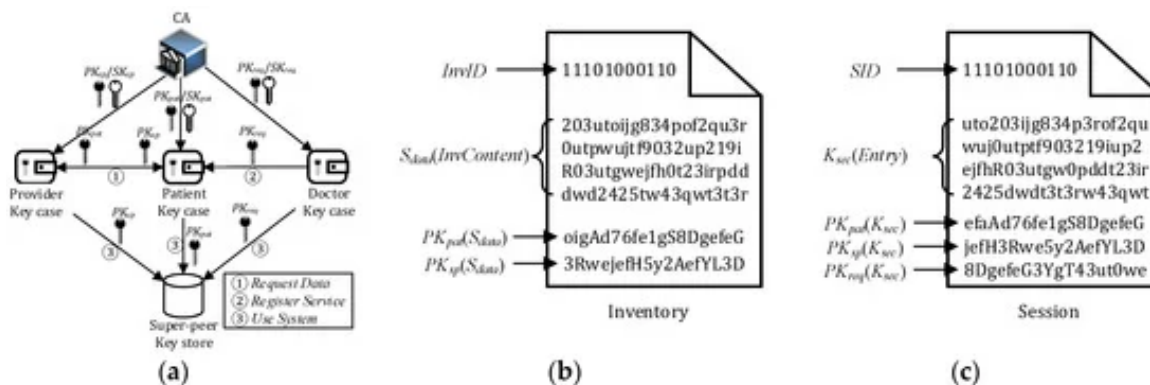 CA
PKsp/SKsp
PKreq/SKreq
PKpat/SKpat
PKpat
PKsp
PKreq
①
②
Provider
Key case
Patient
Key case
Doctor
Key case
PKsp
PKreq
PKpat
③
③
③
① Request Data
② Register Service
③ Use System
Super-peer
Key store
(a)
InvID
11101000110
Sdata(InvContent)
203utoijg834pof2qu3r
0utpwujtf9032up219i
R03utgwejfh0t23irpdd
dwd2425tw43qwt3t3r
PKpat(Sdata)
oigAd76fe1gS8DgefeG
PKsp(Sdata)
3RwejefH5y2AefYL3D
Inventory
(b)
SID
11101000110
Ksec(Entry)
uto203ijg834p3rof2qu
wuj0utptf903219iup2
ejfhR03utgw0pddt23ir
2425dwdt3t3rw43qwt
PKpat(Ksec)
efaAd76fe1gS8DgefeG
PKsp(Ksec)
jefH3Rwe5y2AefYL3D
PKreq(Ksec)
8DgefeG3YgT43ut0we
Session
(c)